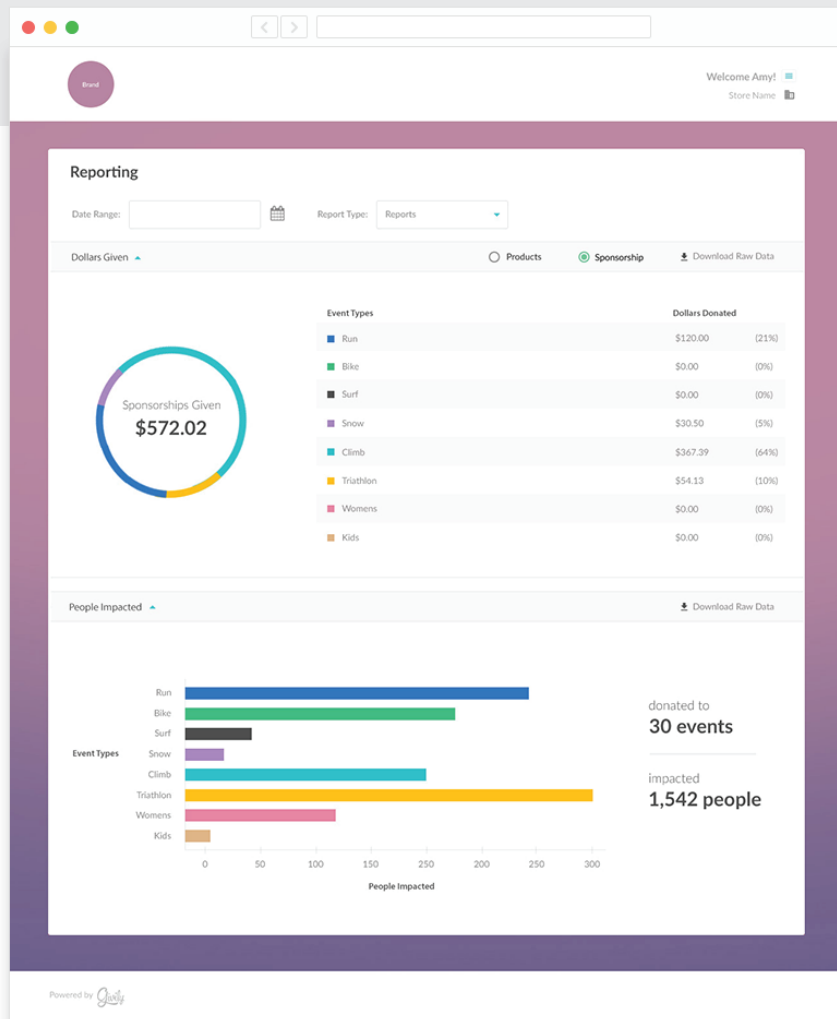 Brand
Welcome Amy!
Store Name
Reporting
Date Range:
Report Type: Reports
Dollars Given Products Sponsorship Download Raw Data
Event Types Dollars Donated
Run $120.00 (21%)
Bike $0.00 (0%)
Surf $0.00 (0%)
Snow $30.50 (5%)
Climb $367.39 (64%)
Triathlon $54.13 (10%)
Womens $0.00 (0%)
Kids $0.00 (0%)
Sponsorships Given
$572.02
People Impacted Download Raw Data
Event Types
Run
Bike
Surf
Snow
Climb
Triathlon
Womens
Kids
0 50 100 150 250 200 250 300
People Impacted
donated to
30 events
impacted
1,542 people
Powered by